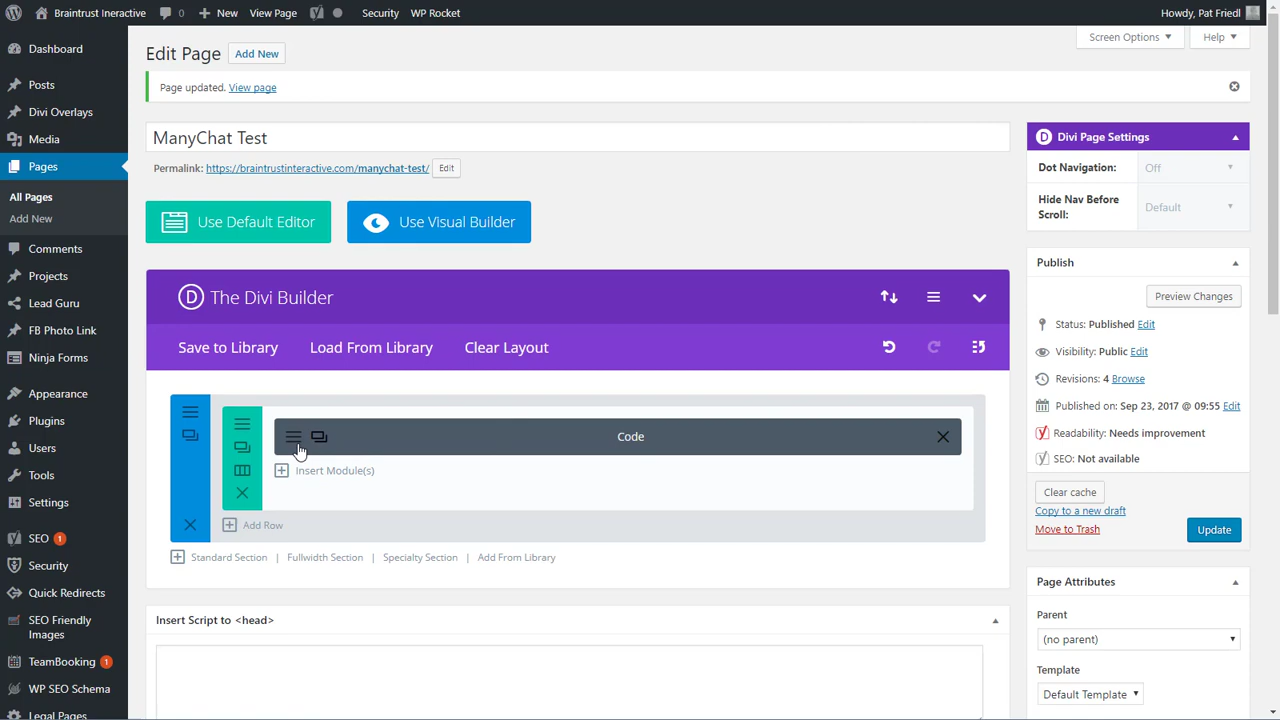 Braintrust Interactive
0
New
View Page
Security
WP Rocket
Howdy, Pat Friedl
Dashboard
Posts
Divi Overlays
Media
Pages
All Pages
Add New
Comments
Projects
Lead Guru
FB Photo Link
Ninja Forms
Appearance
Plugins
Users
Tools
Settings
SEO 1
Security
Quick Redirects
SEO Friendly
Images
TeamBooking 1
WP SEO Schema
Legal Pages
Screen Options
Help
Edit Page
Add New
Page updated. View page
ManyChat Test
Permalink: https://braintrustinteractive.com/manychat-test/ Edit
Use Default Editor
Use Visual Builder
D The Divi Builder
Save to Library
Load From Library
Clear Layout
Code
Insert Module(s)
Add Row
Standard Section | Fullwidth Section | Specialty Section | Add From Library
Insert Script to <head>
D Divi Page Settings
Dot Navigation:
Off
Hide Nav Before
Scroll:
Default
Publish
Preview Changes
Status: Published Edit
Visibility: Public Edit
Revisions: 4 Browse
Published on: Sep 23, 2017 @ 09:55 Edit
Readability: Needs improvement
SEO: Not available
Clear cache
Copy to a new draft
Move to Trash
Update
Page Attributes
Parent
(no parent)
Template
Default Template